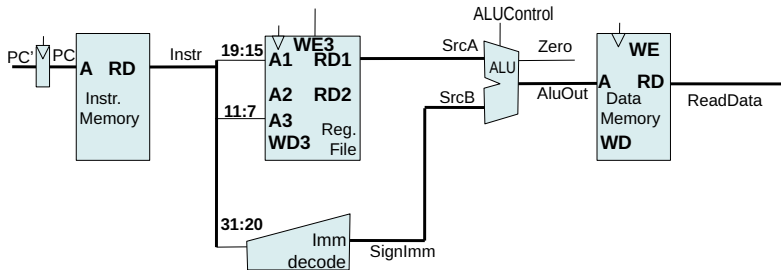 ALUControl
PC'
PC
A RD
Instr.
Memory
Instr
19:15
WE3
A1 RD1
A2 RD2
11:7
A3
WD3
Reg.
File
SrcA
SrcB
ALU
Zero
AluOut
WE
A RD
Data
Memory
WD
ReadData
31:20
Imm
decode
SignImm